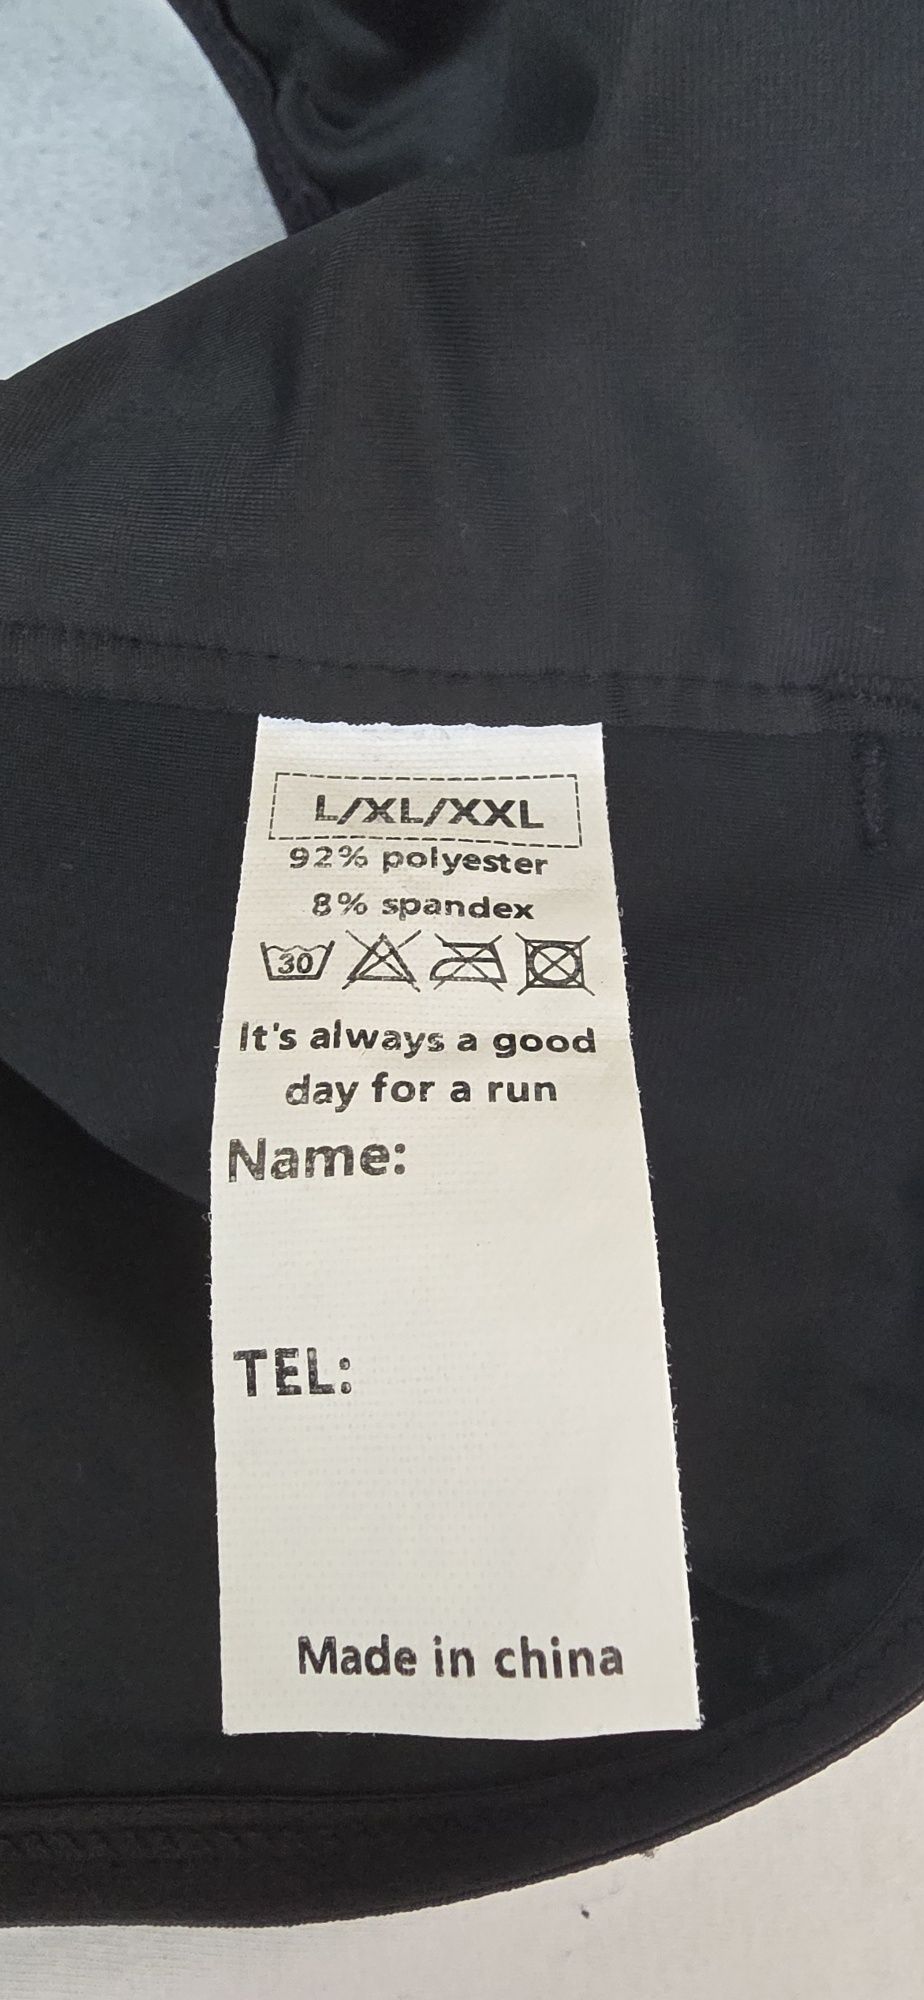 L/XL/XXL
92% polyester
8% spandex
30
It's always a good
day for a run
Name:
TEL:
Made in china